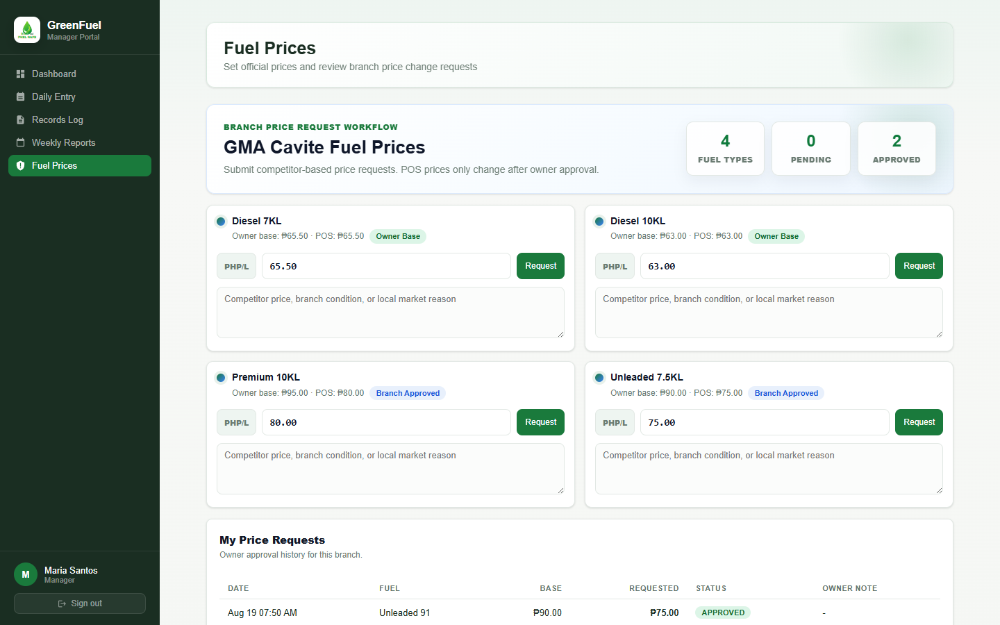 GreenFuel
Manager Portal
Dashboard
Daily Entry
Records Log
Weekly Reports
Fuel Prices
Maria Santos
M
Manager
Sign out
Fuel Prices
Set official prices and review branch price change requests
BRANCH PRICE REQUEST WORKFLOW
GMA Cavite Fuel Prices
Submit competitor-based price requests. POS prices only change after owner approval.
4
FUEL TYPES
0
PENDING
2
APPROVED
Diesel 7KL
Owner base: ₱65.50 · POS: ₱65.50 Owner Base
PHP/L 65.50 Request
Competitor price, branch condition, or local market reason
Diesel 10KL
Owner base: ₱63.00 · POS: ₱63.00 Owner Base
PHP/L 63.00 Request
Competitor price, branch condition, or local market reason
Premium 10KL
Owner base: ₱95.00 · POS: ₱80.00 Branch Approved
PHP/L 80.00 Request
Competitor price, branch condition, or local market reason
Unleaded 7.5KL
Owner base: ₱90.00 · POS: ₱75.00 Branch Approved
PHP/L 75.00 Request
Competitor price, branch condition, or local market reason
My Price Requests
Owner approval history for this branch.
DATE FUEL BASE REQUESTED STATUS OWNER NOTE
Aug 19 07:50 AM Unleaded 91 ₱90.00 ₱75.00 APPROVED -